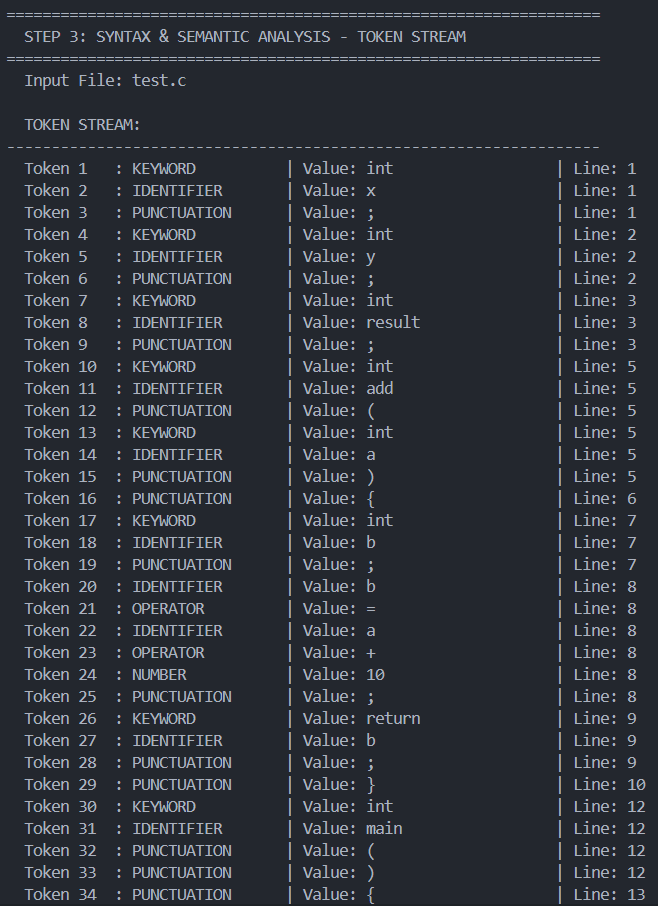 ==================================================================
STEP 3: SYNTAX & SEMANTIC ANALYSIS - TOKEN STREAM
==================================================================
Input File: test.c
TOKEN STREAM:
------------------------------------------------------------------
Token 1   : KEYWORD          | Value: int                  | Line: 1
Token 2   : IDENTIFIER       | Value: x                    | Line: 1
Token 3   : PUNCTUATION      | Value: ;                    | Line: 1
Token 4   : KEYWORD          | Value: int                  | Line: 2
Token 5   : IDENTIFIER       | Value: y                    | Line: 2
Token 6   : PUNCTUATION      | Value: ;                    | Line: 2
Token 7   : KEYWORD          | Value: int                  | Line: 3
Token 8   : IDENTIFIER       | Value: result               | Line: 3
Token 9   : PUNCTUATION      | Value: ;                    | Line: 3
Token 10  : KEYWORD          | Value: int                  | Line: 5
Token 11  : IDENTIFIER       | Value: add                  | Line: 5
Token 12  : PUNCTUATION      | Value: (                    | Line: 5
Token 13  : KEYWORD          | Value: int                  | Line: 5
Token 14  : IDENTIFIER       | Value: a                    | Line: 5
Token 15  : PUNCTUATION      | Value: )                    | Line: 5
Token 16  : PUNCTUATION      | Value: {                    | Line: 6
Token 17  : KEYWORD          | Value: int                  | Line: 7
Token 18  : IDENTIFIER       | Value: b                    | Line: 7
Token 19  : PUNCTUATION      | Value: ;                    | Line: 7
Token 20  : IDENTIFIER       | Value: b                    | Line: 8
Token 21  : OPERATOR         | Value: =                    | Line: 8
Token 22  : IDENTIFIER       | Value: a                    | Line: 8
Token 23  : OPERATOR         | Value: +                    | Line: 8
Token 24  : NUMBER           | Value: 10                   | Line: 8
Token 25  : PUNCTUATION      | Value: ;                    | Line: 8
Token 26  : KEYWORD          | Value: return               | Line: 9
Token 27  : IDENTIFIER       | Value: b                    | Line: 9
Token 28  : PUNCTUATION      | Value: ;                    | Line: 9
Token 29  : PUNCTUATION      | Value: }                    | Line: 10
Token 30  : KEYWORD          | Value: int                  | Line: 12
Token 31  : IDENTIFIER       | Value: main                 | Line: 12
Token 32  : PUNCTUATION      | Value: (                    | Line: 12
Token 33  : PUNCTUATION      | Value: )                    | Line: 12
Token 34  : PUNCTUATION      | Value: {                    | Line: 13